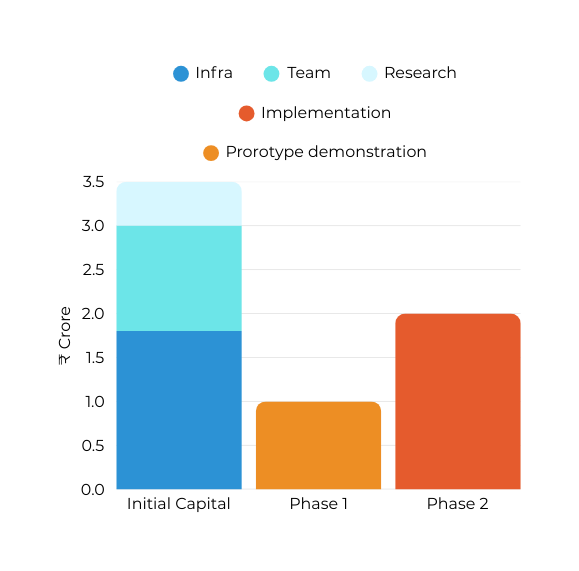 Infra Team Research
Implementation
Prorotype demonstration
3.5
3.0
2.5
2.0
1.5
1.0
0.5
0.0
₹ Crore
Initial Capital Phase 1 Phase 2